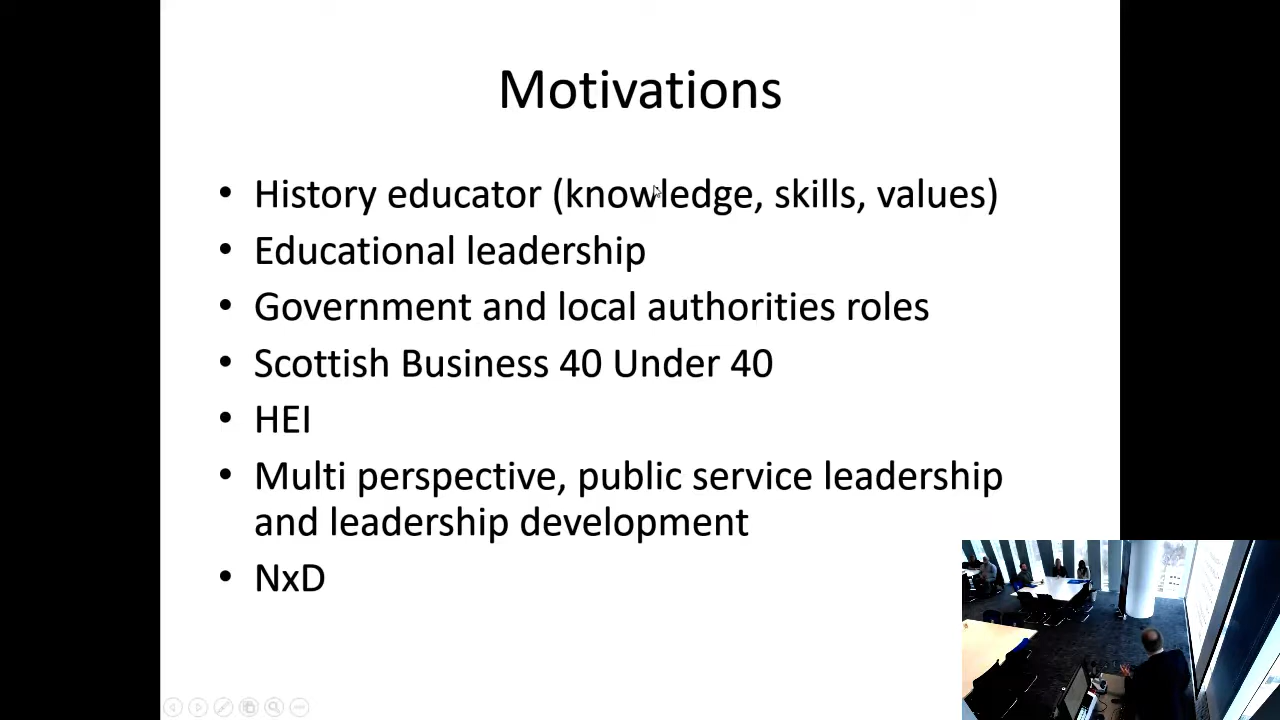 Motivations
• History educator (knowledge, skills, values)
• Educational leadership
• Government and local authorities roles
• Scottish Business 40 Under 40
• HEI
• Multi perspective, public service leadership
and leadership development
• NxD